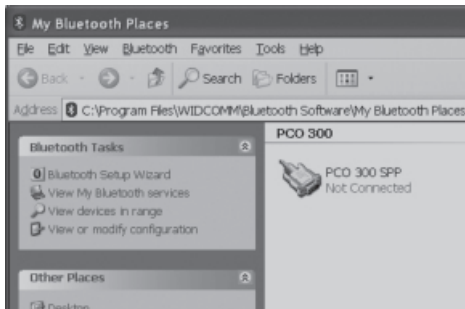 My Bluetooth Places
File Edit View Bluetooth Favorites Tools Help
Back Search Folders
Address C:\Program Files\WIDCOMM\Bluetooth Software\My Bluetooth Places
Bluetooth Tasks
Bluetooth Setup Wizard
View My Bluetooth services
View devices in range
View or modify configuration
Other Places
Desktop
PCO 300
PCO 300 SPP
Not Connected